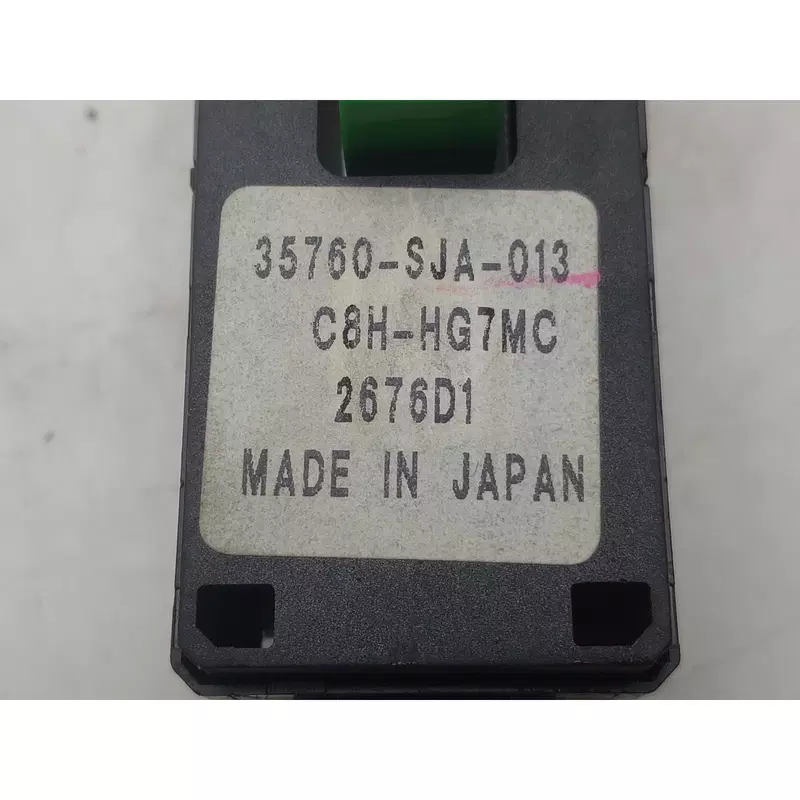 35760-SJA-013
C8H-HG7MC
2676D1
MADE IN JAPAN